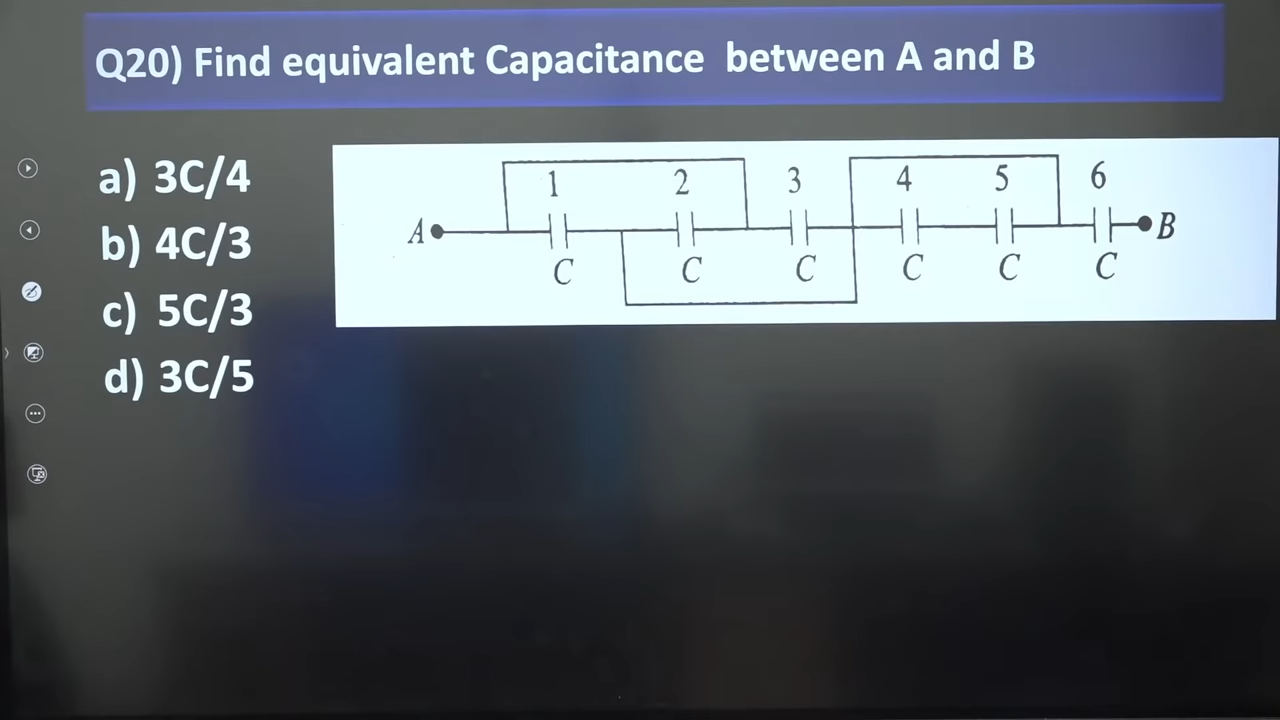 Q20) Find equivalent Capacitance between A and B
a) 3C/4
b) 4C/3
c) 5C/3
d) 3C/5
1 2 3 4 5 6
A B
C C C C C C